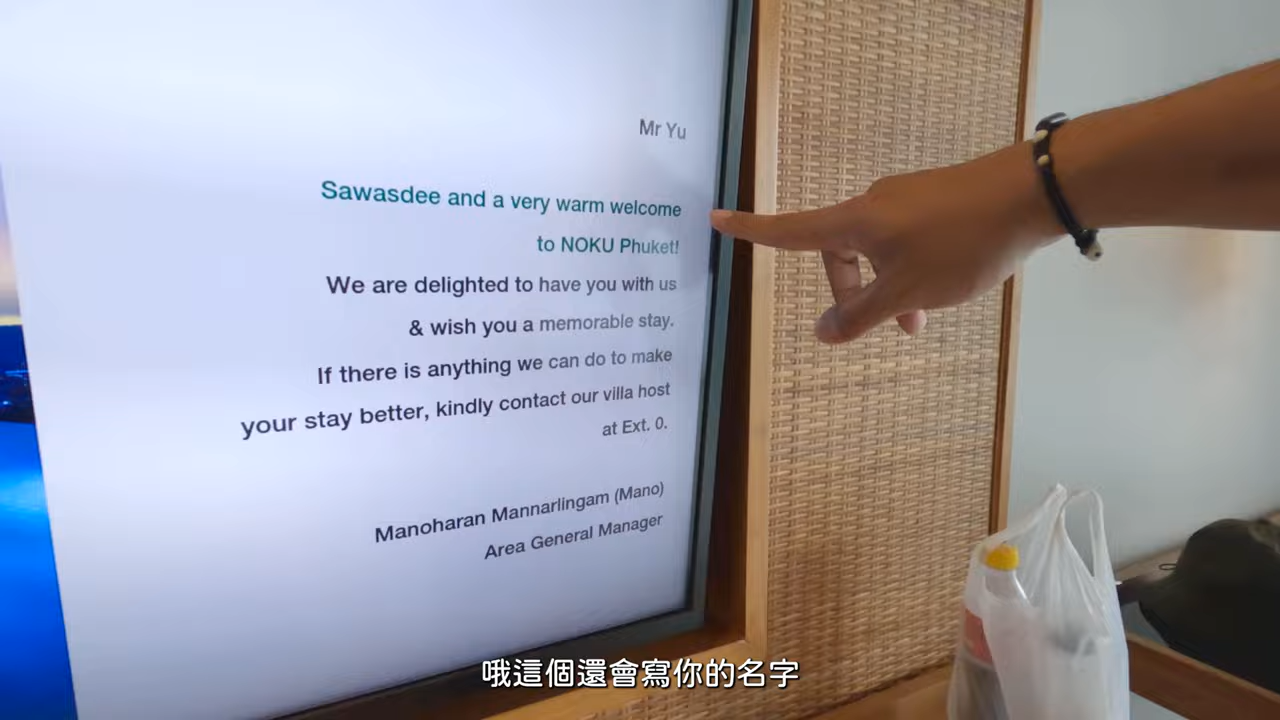 Mr Yu
Sawasdee and a very warm welcome
to NOKU Phuket!
We are delighted to have you with us
& wish you a memorable stay.
If there is anything we can do to make
your stay better, kindly contact our villa host
at Ext. 0.
Manoharan Mannarlingam (Mano)
Area General Manager
哦這個還會寫你的名字